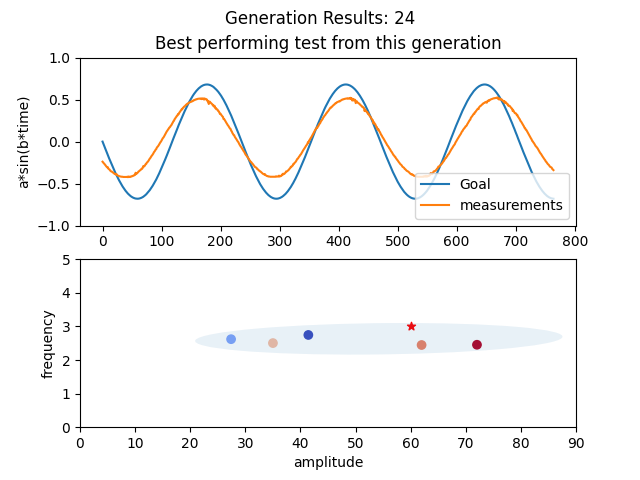 Generation Results: 24
Best performing test from this generation
1.0
0.5
0.0
−0.5
−1.0
a*sin(b*time)
Goal
measurements
0 100 200 300 400 500 600 700 800
5
4
3
2
1
0
frequency
0 10 20 30 40 50 60 70 80 90
amplitude